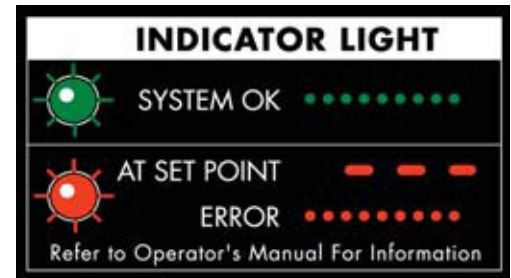 INDICATOR LIGHT
SYSTEM OK
AT SET POINT
ERROR
Refer to Operator's Manual For Information